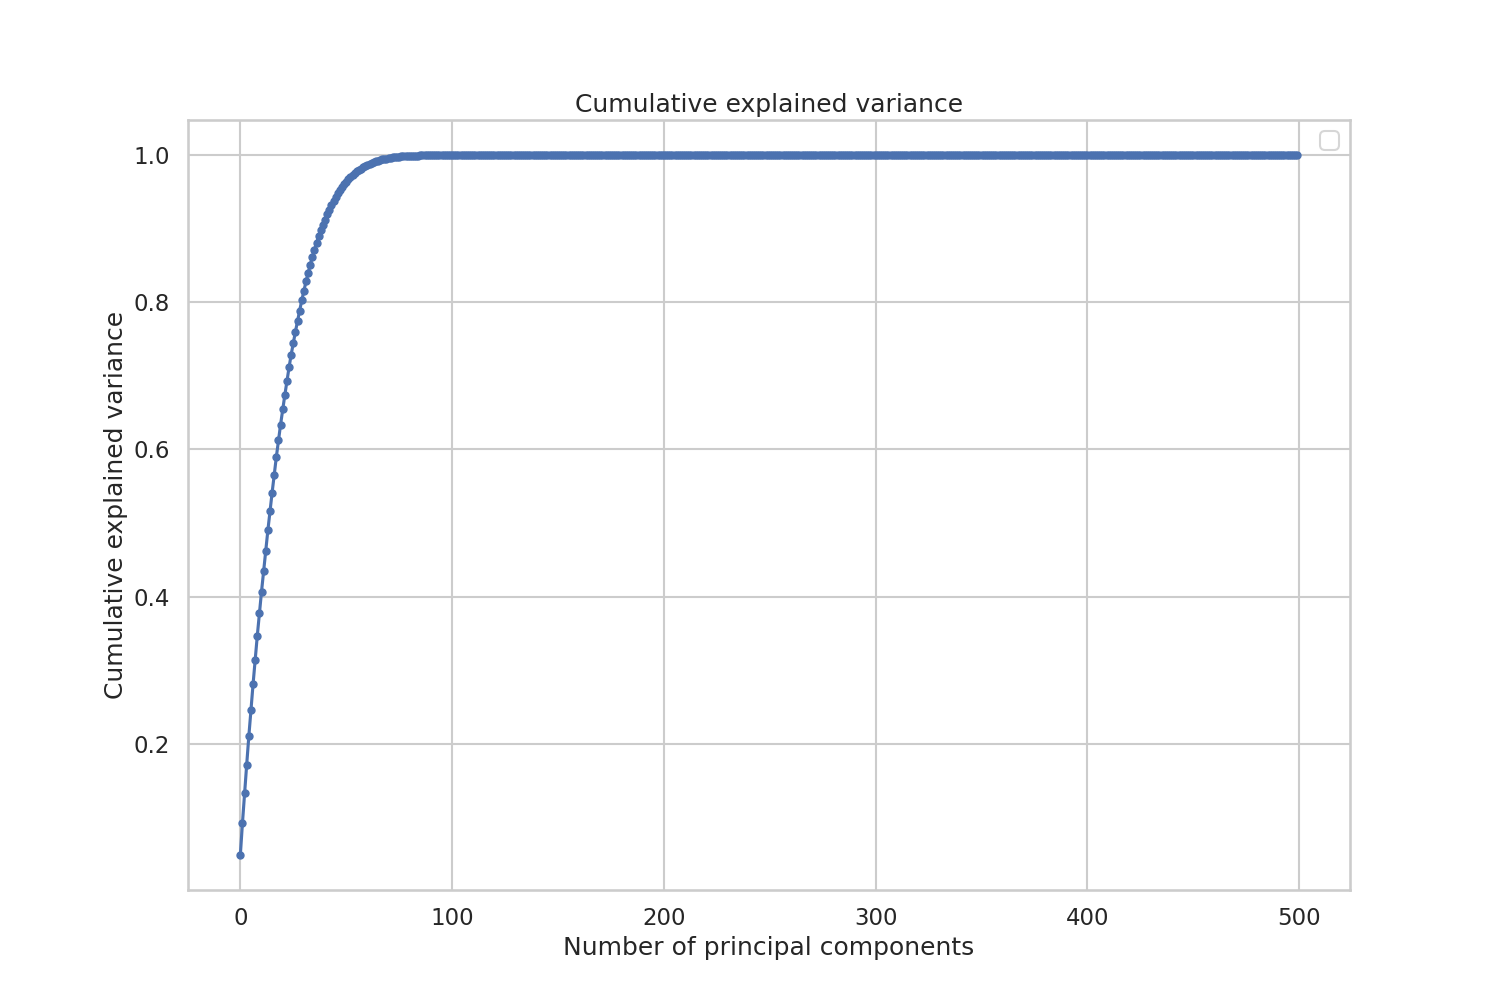 Cumulative explained variance
1.0
0.8
0.6
0.4
0.2
Cumulative explained variance
0 100 200 300 400 500
Number of principal components